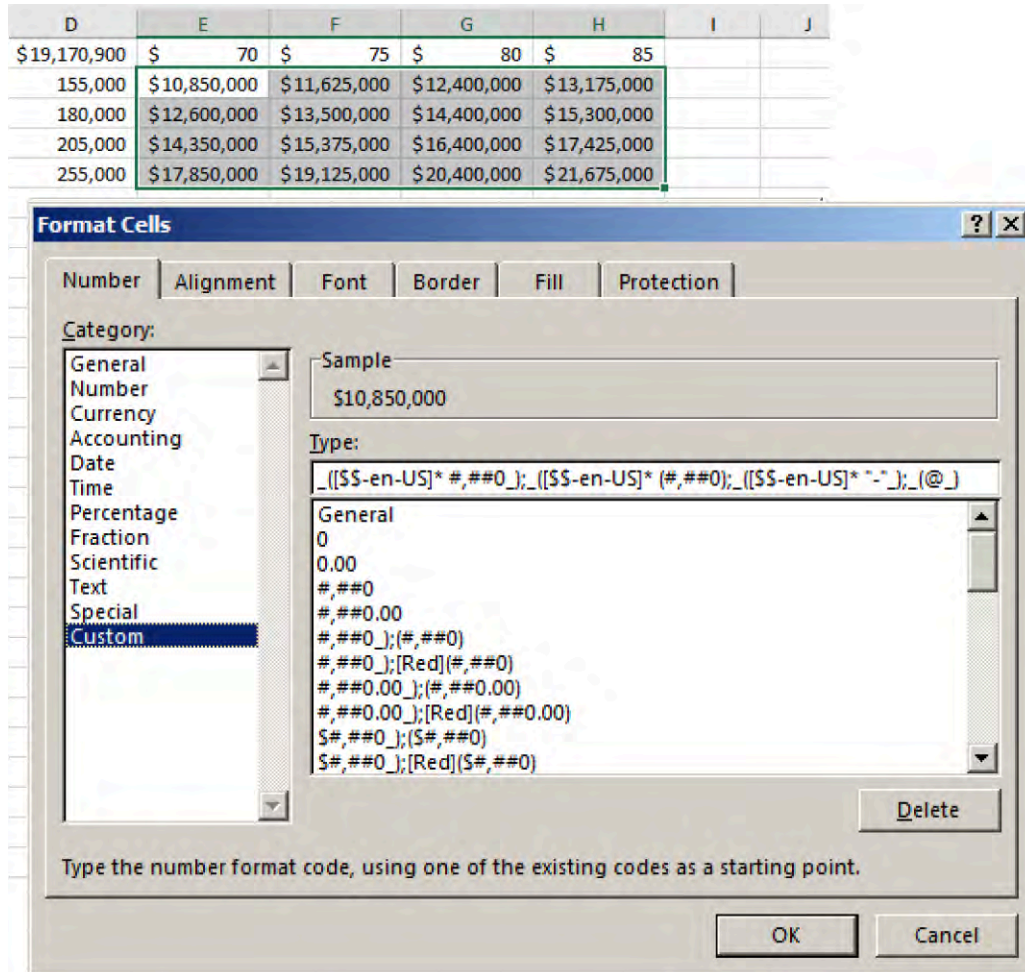 D E F G H I J
$19,170,900 $ 70 $ 75 $ 80 $ 85
155,000 $10,850,000 $11,625,000 $12,400,000 $13,175,000
180,000 $12,600,000 $13,500,000 $14,400,000 $15,300,000
205,000 $14,350,000 $15,375,000 $16,400,000 $17,425,000
255,000 $17,850,000 $19,125,000 $20,400,000 $21,675,000
Format Cells ? X
Number Alignment Font Border Fill Protection
Category:
General
Number
Currency
Accounting
Date
Time
Percentage
Fraction
Scientific
Text
Special
Custom
Sample
$10,850,000
Type:
_([$$-en-US]* #,##0_);_([$$-en-US]* (#,##0);_([$$-en-US]* "-"_);_(@_)
General
0
0.00
#,##0
#,##0.00
#,##0_);(#,##0)
#,##0_);[Red](#,##0)
#,##0.00_);(#,##0.00)
#,##0.00_);[Red](#,##0.00)
$#,##0_);($#,##0)
$#,##0_);[Red]($#,##0)
Delete
Type the number format code, using one of the existing codes as a starting point.
OK Cancel